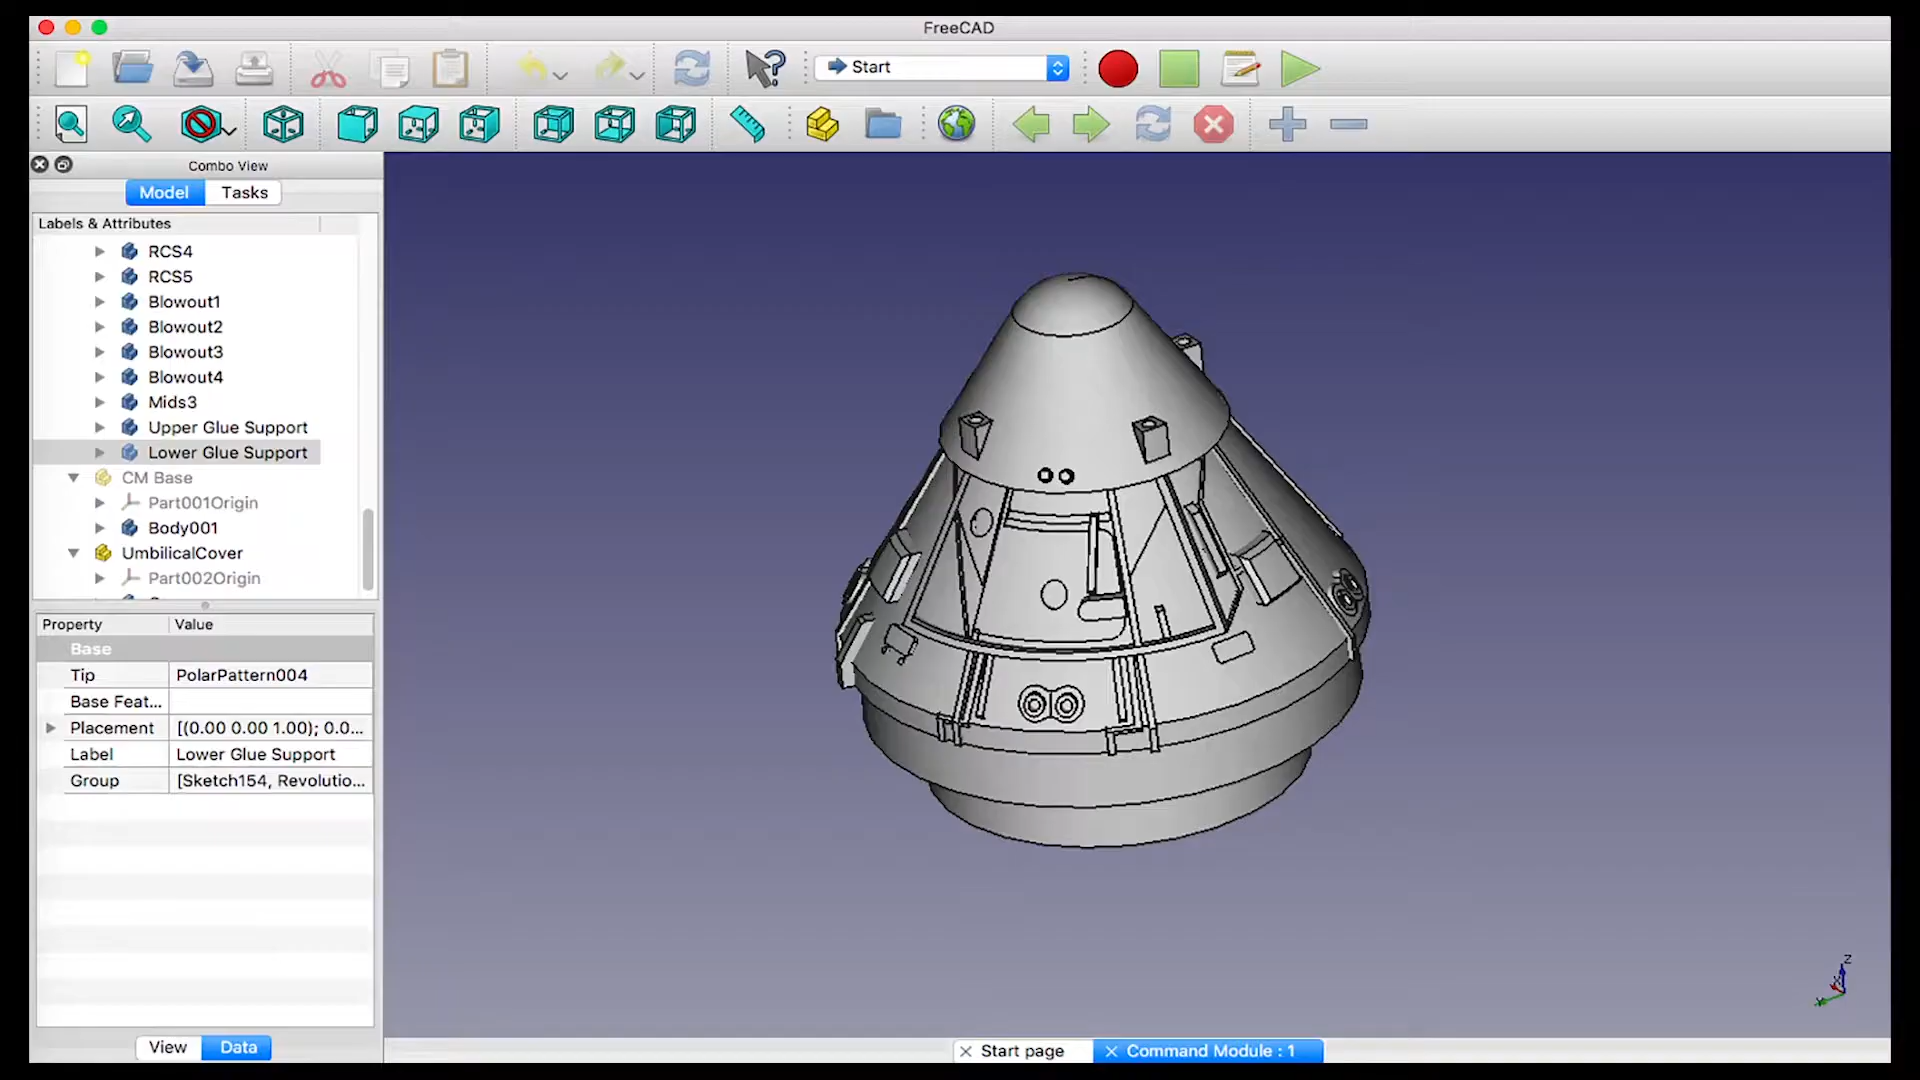 FreeCAD
Start
Combo View
Model Tasks
Labels & Attributes
RCS4
RCS5
Blowout1
Blowout2
Blowout3
Blowout4
Mids3
Upper Glue Support
Lower Glue Support
CM Base
Part001Origin
Body001
UmbilicalCover
Part002Origin
Property Value
Base
Tip PolarPattern004
Base Feat...
Placement [(0.00 0.00 1.00); 0.0...
Label Lower Glue Support
Group [Sketch154, Revolutio...
View Data
Start page Command Module : 1
Z
Y
X